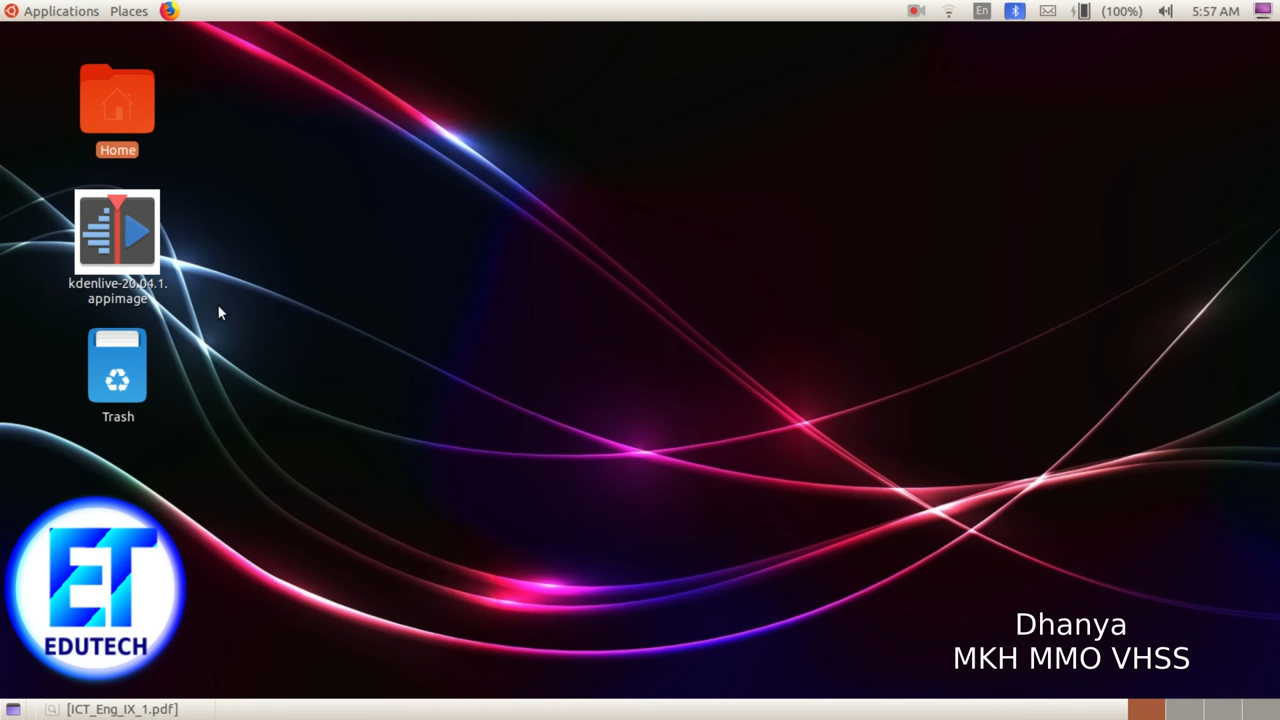 Applications Places En (100%) 5:57 AM
Home
kdenlive-20.04.1.
appimage
Trash
ET
EDUTECH
Dhanya
MKH MMO VHSS
[ICT_Eng_IX_1.pdf]